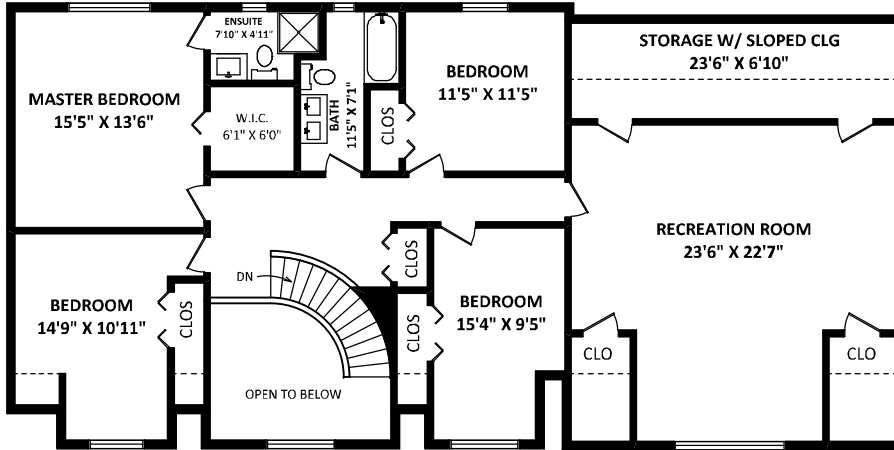 ENSUITE
7'10" X 4'11"
MASTER BEDROOM
15'5" X 13'6"
W.I.C.
6'1" X 6'0"
BATH
11'5" X 7'1"
CLOS
BEDROOM
11'5" X 11'5"
STORAGE W/ SLOPED CLG
23'6" X 6'10"
RECREATION ROOM
23'6" X 22'7"
BEDROOM
14'9" X 10'11"
CLOS
DN
OPEN TO BELOW
CLOS
CLOS
BEDROOM
15'4" X 9'5"
CLO
CLO